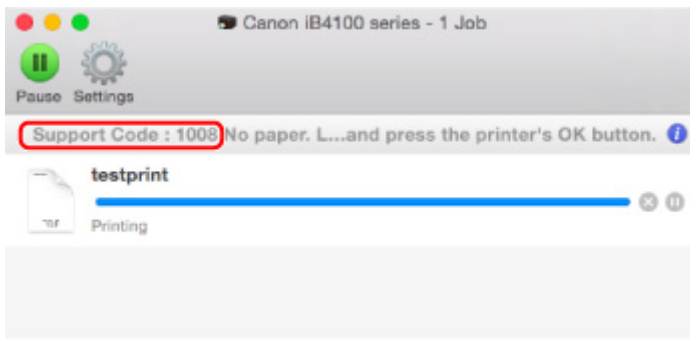 Canon iB4100 series - 1 Job
Pause Settings
Support Code : 1008 No paper. L...and press the printer's OK button.
testprint
Printing